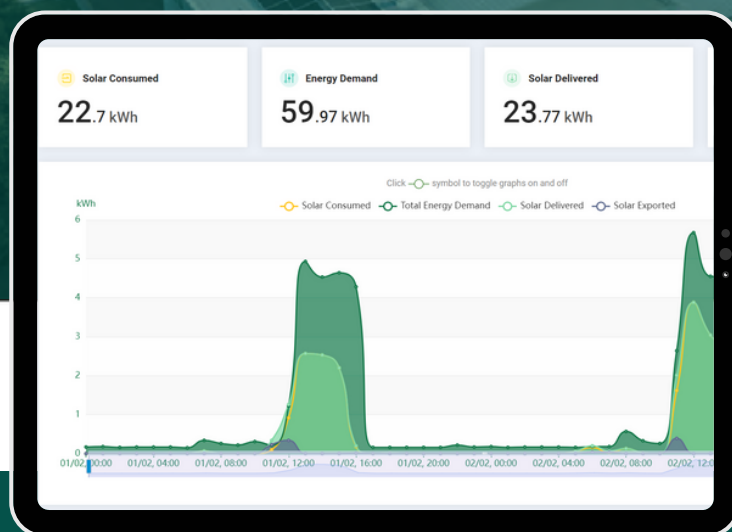 Solar Consumed
22.7 kWh
Energy Demand
59.97 kWh
Solar Delivered
23.77 kWh
Click symbol to toggle graphs on and off
kWh
Solar Consumed Total Energy Demand Solar Delivered Solar Exported
6
5
4
3
2
1
0
01/02, 00:00 01/02, 04:00 01/02, 08:00 01/02, 12:00 01/02, 16:00 01/02, 20:00 02/02, 00:00 02/02, 04:00 02/02, 08:00 02/02, 12:0